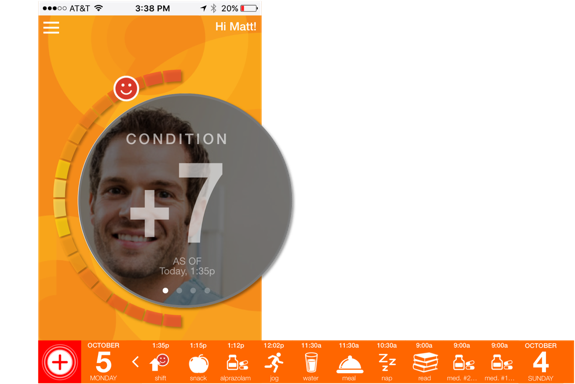 AT&T 3:38 PM 20%
Hi Matt!
CONDITION
+7
AS OF
Today, 1:35p
OCTOBER 1:35p 1:15p 1:12p 12:02p 11:30a 11:30a 10:30a 9:00a 9:00a 9:00a OCTOBER
5 4
MONDAY shift snack alprazolam jog water meal nap read med. #2... med. #1... SUNDAY